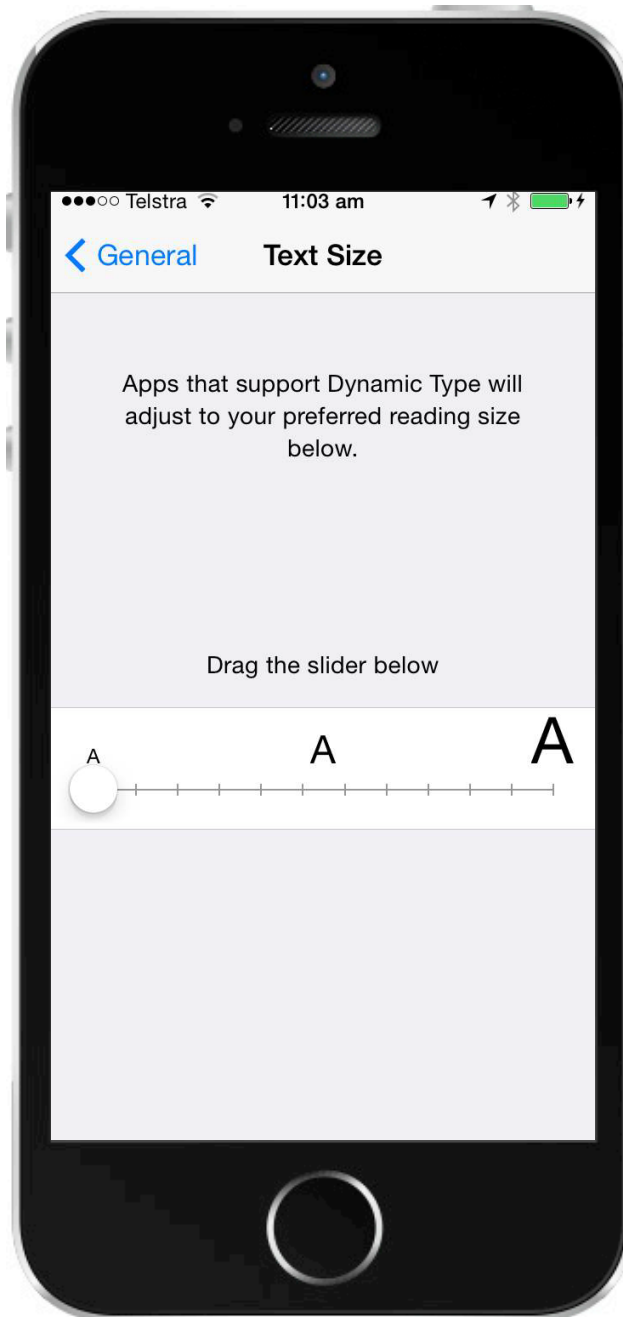 ●●●○○ Telstra 11:03 am
General Text Size
Apps that support Dynamic Type will
adjust to your preferred reading size
below.
Drag the slider below
A A A